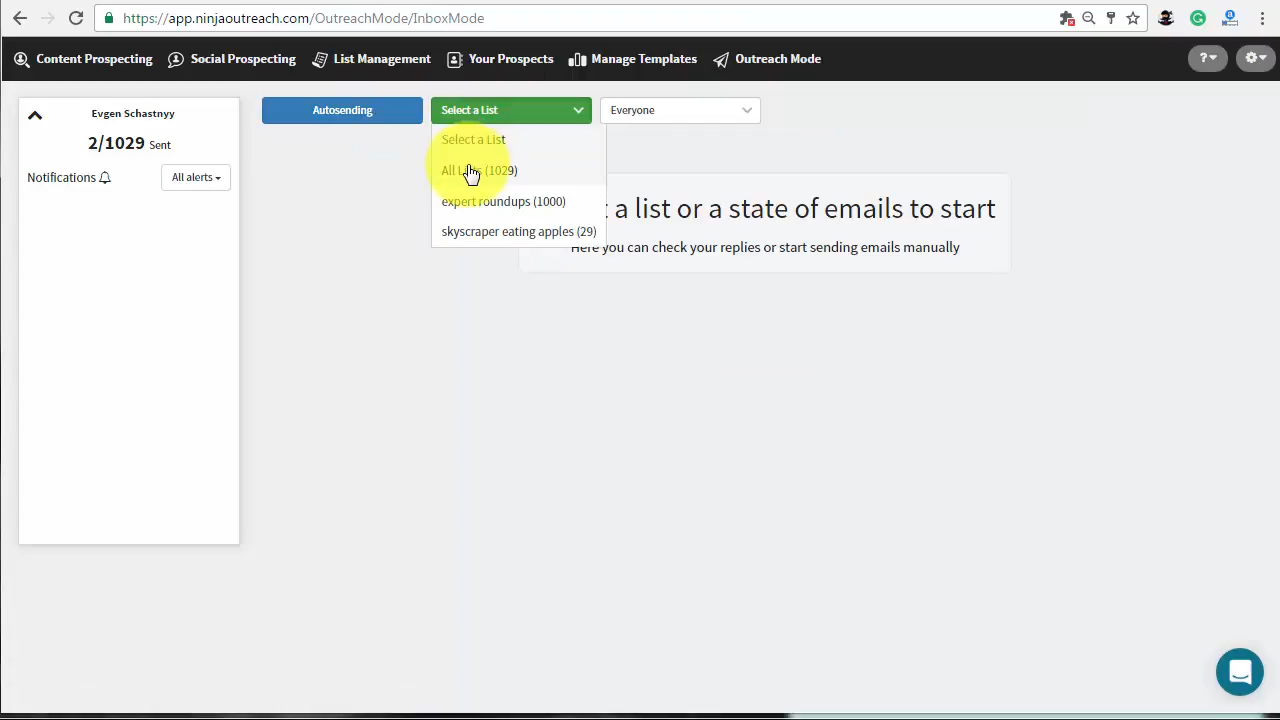 https://app.ninjaoutreach.com/OutreachMode/InboxMode
Content Prospecting Social Prospecting List Management Your Prospects Manage Templates Outreach Mode ?
Evgen Schastnyy
2/1029 Sent
Notifications All alerts
Autosending Select a List Everyone
Select a List
All Lists (1029)
expert roundups (1000)
skyscraper eating apples (29)
a list or a state of emails to start
Here you can check your replies or start sending emails manually